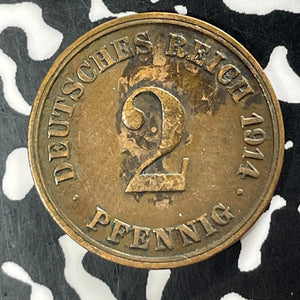 DEUTSCHES REICH 1914
2
PFENNIG